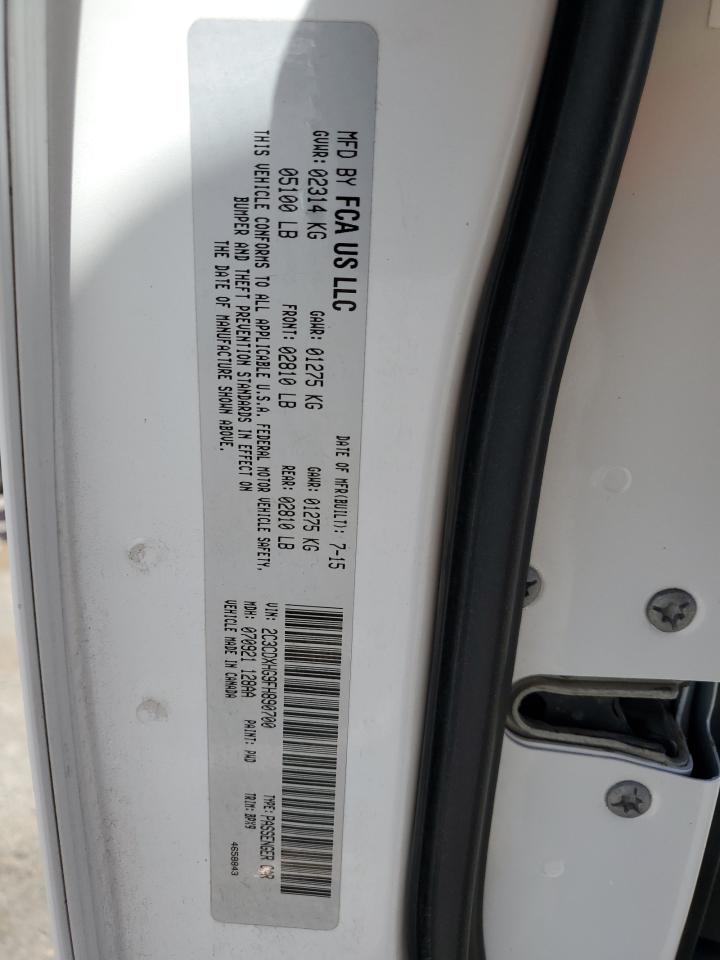 MFD BY FCA US LLC
DATE OF MFR(BUILT): 7-15
GVWR: 02314 KG GAWR: 01275 KG GAWR: 01275 KG
05100 LB FRONT: 02810 LB REAR: 02810 LB
THIS VEHICLE CONFORMS TO ALL APPLICABLE U.S.A. FEDERAL MOTOR VEHICLE SAFETY,
BUMPER AND THEFT PREVENTION STANDARDS IN EFFECT ON
THE DATE OF MANUFACTURE SHOWN ABOVE.
VIN: 2C3CDXHG9FH890700 TYPE: PASSENGER CAR
MDH: 070921 128AA PAINT: PWD TRIM: BPX9
VEHICLE MADE IN CANADA
4658843